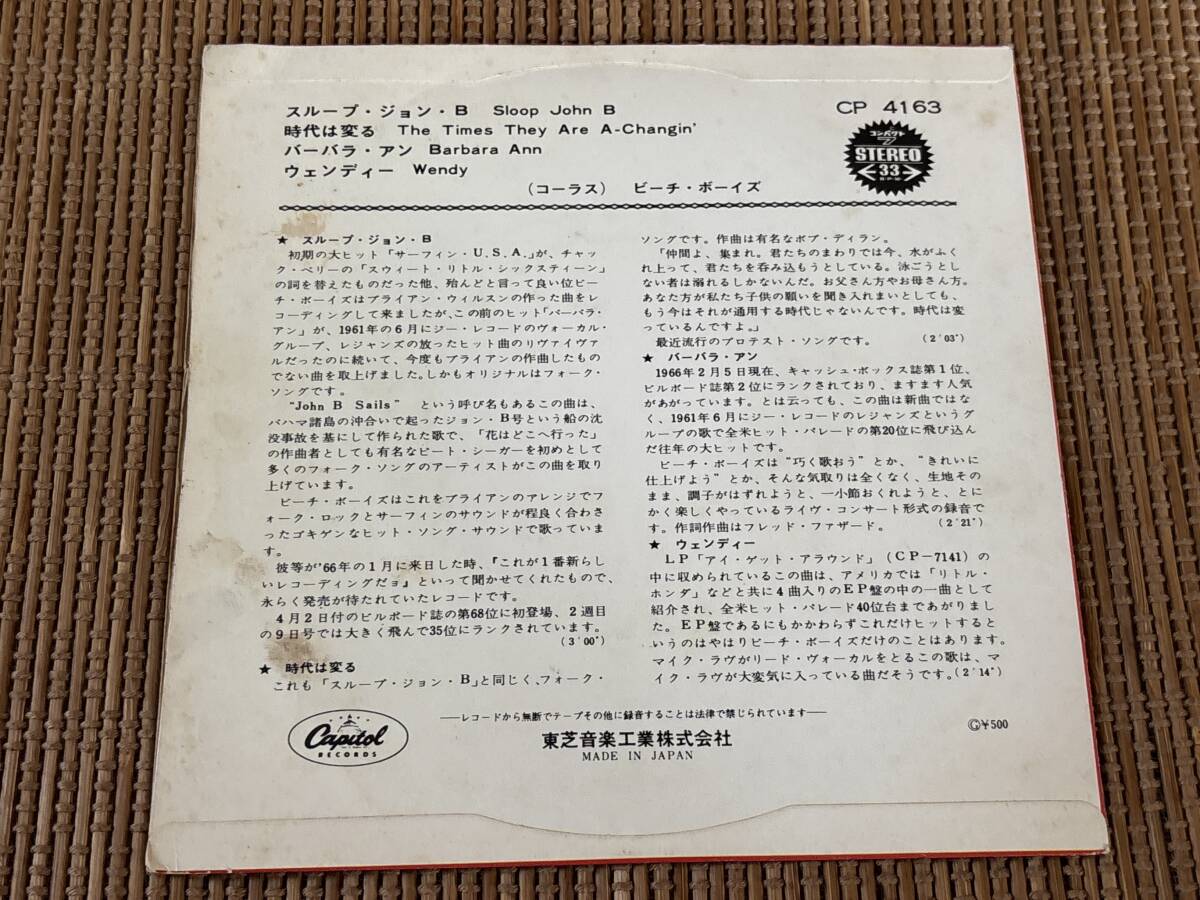 スループ・ジョン・B Sloop John B
時代は変る The Times They Are A-Changin'
バーバラ・アン Barbara Ann
ウェンディー Wendy
(コーラス) ビーチ・ボーイズ
CP 4163
コンパクト
7
STEREO
33
★ スループ・ジョン・B
初期の大ヒット「サーフィン・U.S.A.」が、チャッ
ク・ベリーの「スウィート・リトル・シックスティーン」
の詞を替えたものだった他、殆んどと言って良い位ビー
チ・ボーイズはブライアン・ウィルスンの作った曲をレ
コーディングして来ましたが、この前のヒット「バーバラ・
アン」が、1961年の6月にジー・レコードのヴォーカル・
グループ、レジャンズの放ったヒット曲のリヴァイヴァ
ルだったのに続いて、今度もブライアンの作曲したもの
でない曲を取上げました。しかもオリジナルはフォーク・
ソングです。
"John B Sails" という呼び名もあるこの曲は、
バハマ諸島の沖合いで起ったジョン・B号という船の沈
没事故を基にして作られた歌で、「花はどこへ行った」
の作曲者としても有名なピート・シーガーを初めとして
多くのフォーク・ソングのアーティストがこの曲を取り
上げています。
ビーチ・ボーイズはこれをブライアンのアレンジでフ
ォーク・ロックとサーフィンのサウンドが程良く合わさ
ったゴキゲンなヒット・ソング・サウンドで歌っていま
す。
彼等が'66年の1月に来日した時、『これが1番新らし
いレコーディングだョ』といって聞かせてくれたもので、
永らく発売が待たれていたレコードです。
4月2日付のビルボード誌の第68位に初登場、2週目
の9日号では大きく飛んで35位にランクされています。
(3'00")
★ 時代は変る
これも「スループ・ジョン・B」と同じく、フォーク・
ソングです。作曲は有名なボブ・ディラン。
「仲間よ、集まれ。君たちのまわりでは今、水がふく
れ上って、君たちを呑み込もうとしている。泳ごうとし
ない者は溺れるしかないんだ。お父さん方やお母さん方。
あなた方が私たち子供の願いを聞き入れまいとしても、
もう今はそれが通用する時代じゃないんです。時代は変
っているんですよ。」
最近流行のプロテスト・ソングです。 (2'03")
★ バーバラ・アン
1966年2月5日現在、キャッシュ・ボックス誌第1位、
ビルボード誌第2位にランクされており、ますます人気
があがっています。とは云っても、この曲は新曲ではな
く、1961年6月にジー・レコードのレジャンズというグ
ループの歌で全米ヒット・パレードの第20位に飛び込ん
だ往年の大ヒットです。
ビーチ・ボーイズは"巧く歌おう"とか、"きれいに
仕上げよう"とか、そんな気取りは全くなく、生地その
まま、調子がはずれようと、一小節おくれようと、とに
かく楽しくやっているライヴ・コンサート形式の録音で
す。作詞作曲はフレッド・ファザード。 (2'21")
★ ウェンディー
LP「アイ・ゲット・アラウンド」(CP-7141)の
中に収められているこの曲は、アメリカでは「リトル・
ホンダ」などと共に4曲入りのEP盤の中の一曲として
紹介され、全米ヒット・パレード40位台まであがりまし
た。EP盤であるにもかかわらずこれだけヒットすると
いうのはやはりビーチ・ボーイズだけのことはあります。
マイク・ラヴがリード・ヴォーカルをとるこの歌は、マ
イク・ラヴが大変気に入っている曲だそうです。(2'14")
Capitol
RECORDS
――レコードから無断でテープその他に録音することは法律で禁じられています――
東芝音楽工業株式会社
MADE IN JAPAN
Ⓖ¥500